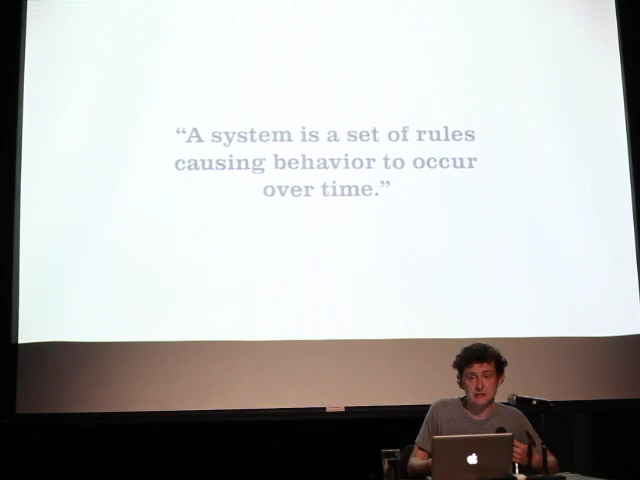 “A system is a set of rules
causing behavior to occur
over time.”